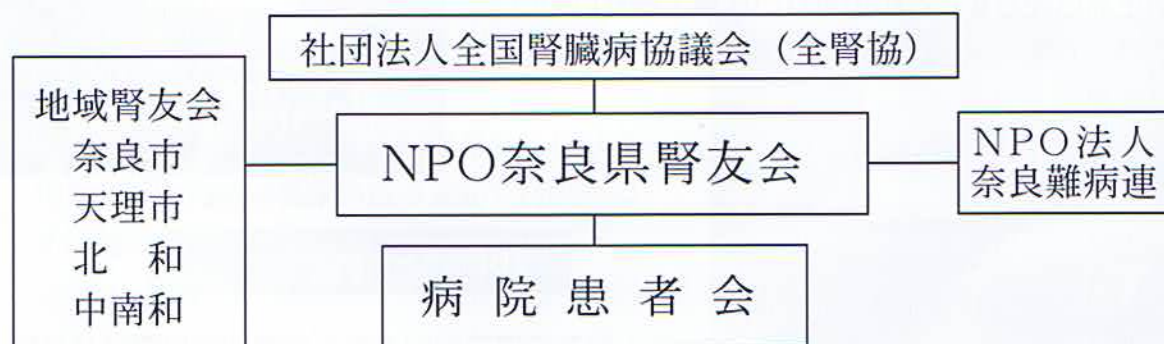 社団法人全国腎臓病協議会（全腎協）
地域腎友会
奈良市
天理市
北　和
中南和
NPO奈良県腎友会
NPO法人
奈良難病連
病院患者会